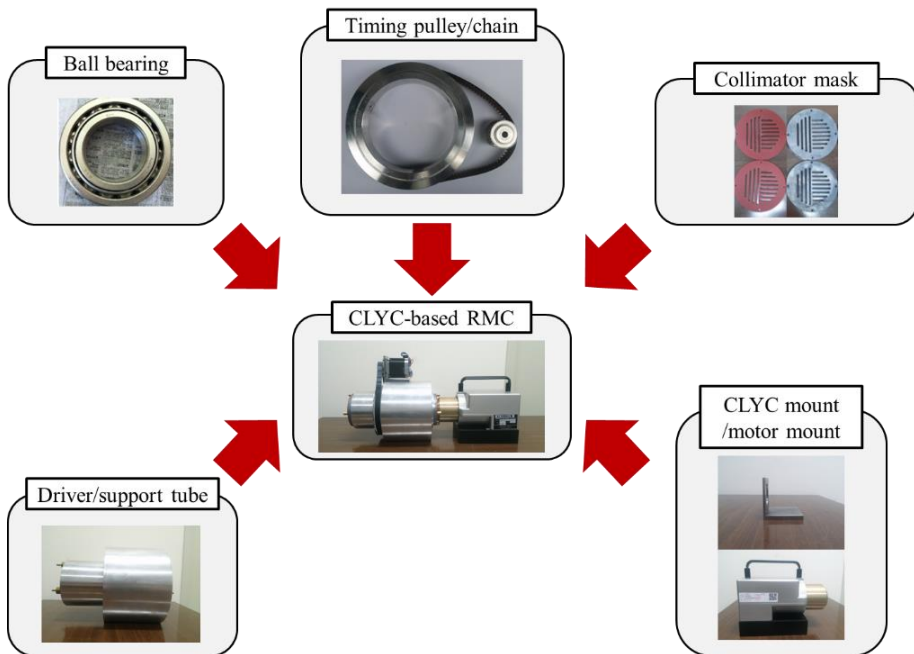 Timing pulley/chain
Ball bearing
Collimator mask
CLYC-based RMC
CLYC mount
/motor mount
Driver/support tube